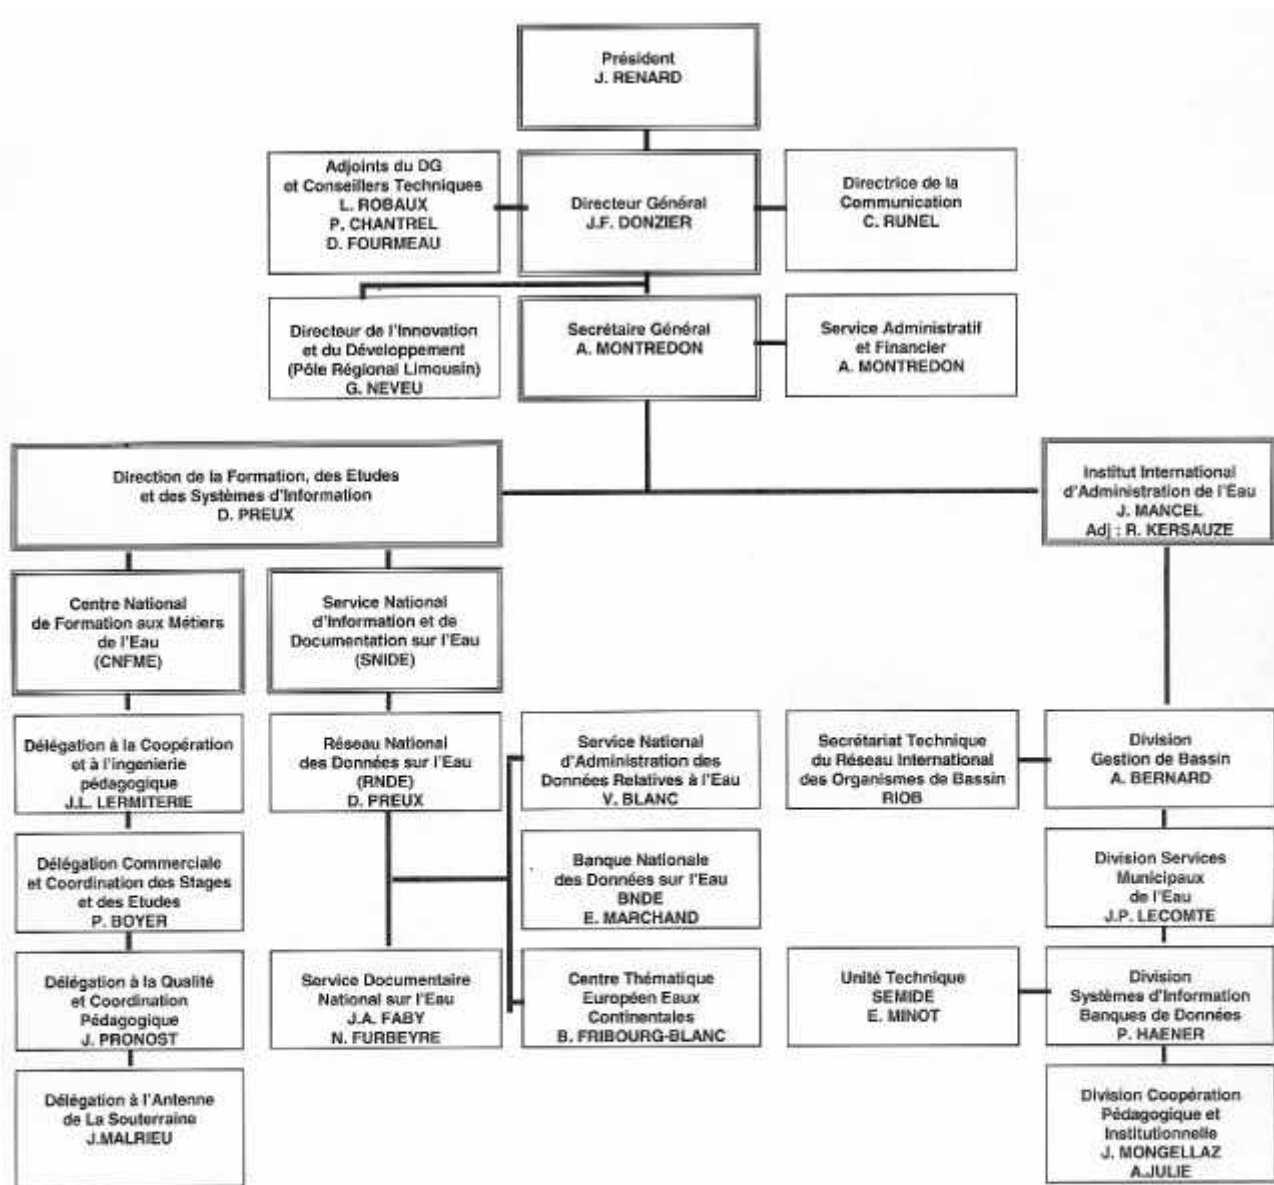 Président
J. RENARD
Adjoints du DG
et Conseillers Techniques
L. ROBAUX
P. CHANTREL
D. FOURMEAU
Directeur Général
J.F. DONZIER
Directrice de la
Communication
C. RUNEL
Directeur de l'Innovation
et du Développement
(Pôle Régional Limousin)
G. NEVEU
Secrétaire Général
A. MONTREDON
Service Administratif
et Financier
A. MONTREDON
Direction de la Formation, des Etudes
et des Systèmes d'Information
D. PREUX
Institut International
d'Administration de l'Eau
J. MANCEL
Adj : R. KERSAUZE
Centre National
de Formation aux Métiers
de l'Eau
(CNFME)
Service National
d'Information et de
Documentation sur l'Eau
(SNIDE)
Délégation à la Coopération
et à l'ingenierie
pédagogique
J.L. LERMITERIE
Réseau National
des Données sur l'Eau
(RNDE)
D. PREUX
Service National
d'Administration des
Données Relatives à l'Eau
V. BLANC
Secrétariat Technique
du Réseau International
des Organismes de Bassin
RIOB
Division
Gestion de Bassin
A. BERNARD
Délégation Commerciale
et Coordination des Stages
et des Etudes
P. BOYER
Banque Nationale
des Données sur l'Eau
BNDE
E. MARCHAND
Division Services
Municipaux
de l'Eau
J.P. LECOMTE
Délégation à la Qualité
et Coordination
Pédagogique
J. PRONOST
Service Documentaire
National sur l'Eau
J.A. FABY
N. FURBEYRE
Centre Thématique
Européen Eaux
Continentales
B. FRIBOURG-BLANC
Unité Technique
SEMIDE
E. MINOT
Division
Systèmes d'Information
Banques de Données
P. HAENER
Délégation à l'Antenne
de La Souterraine
J.MALRIEU
Division Coopération
Pédagogique et
Institutionnelle
J. MONGELLAZ
A.JULIE